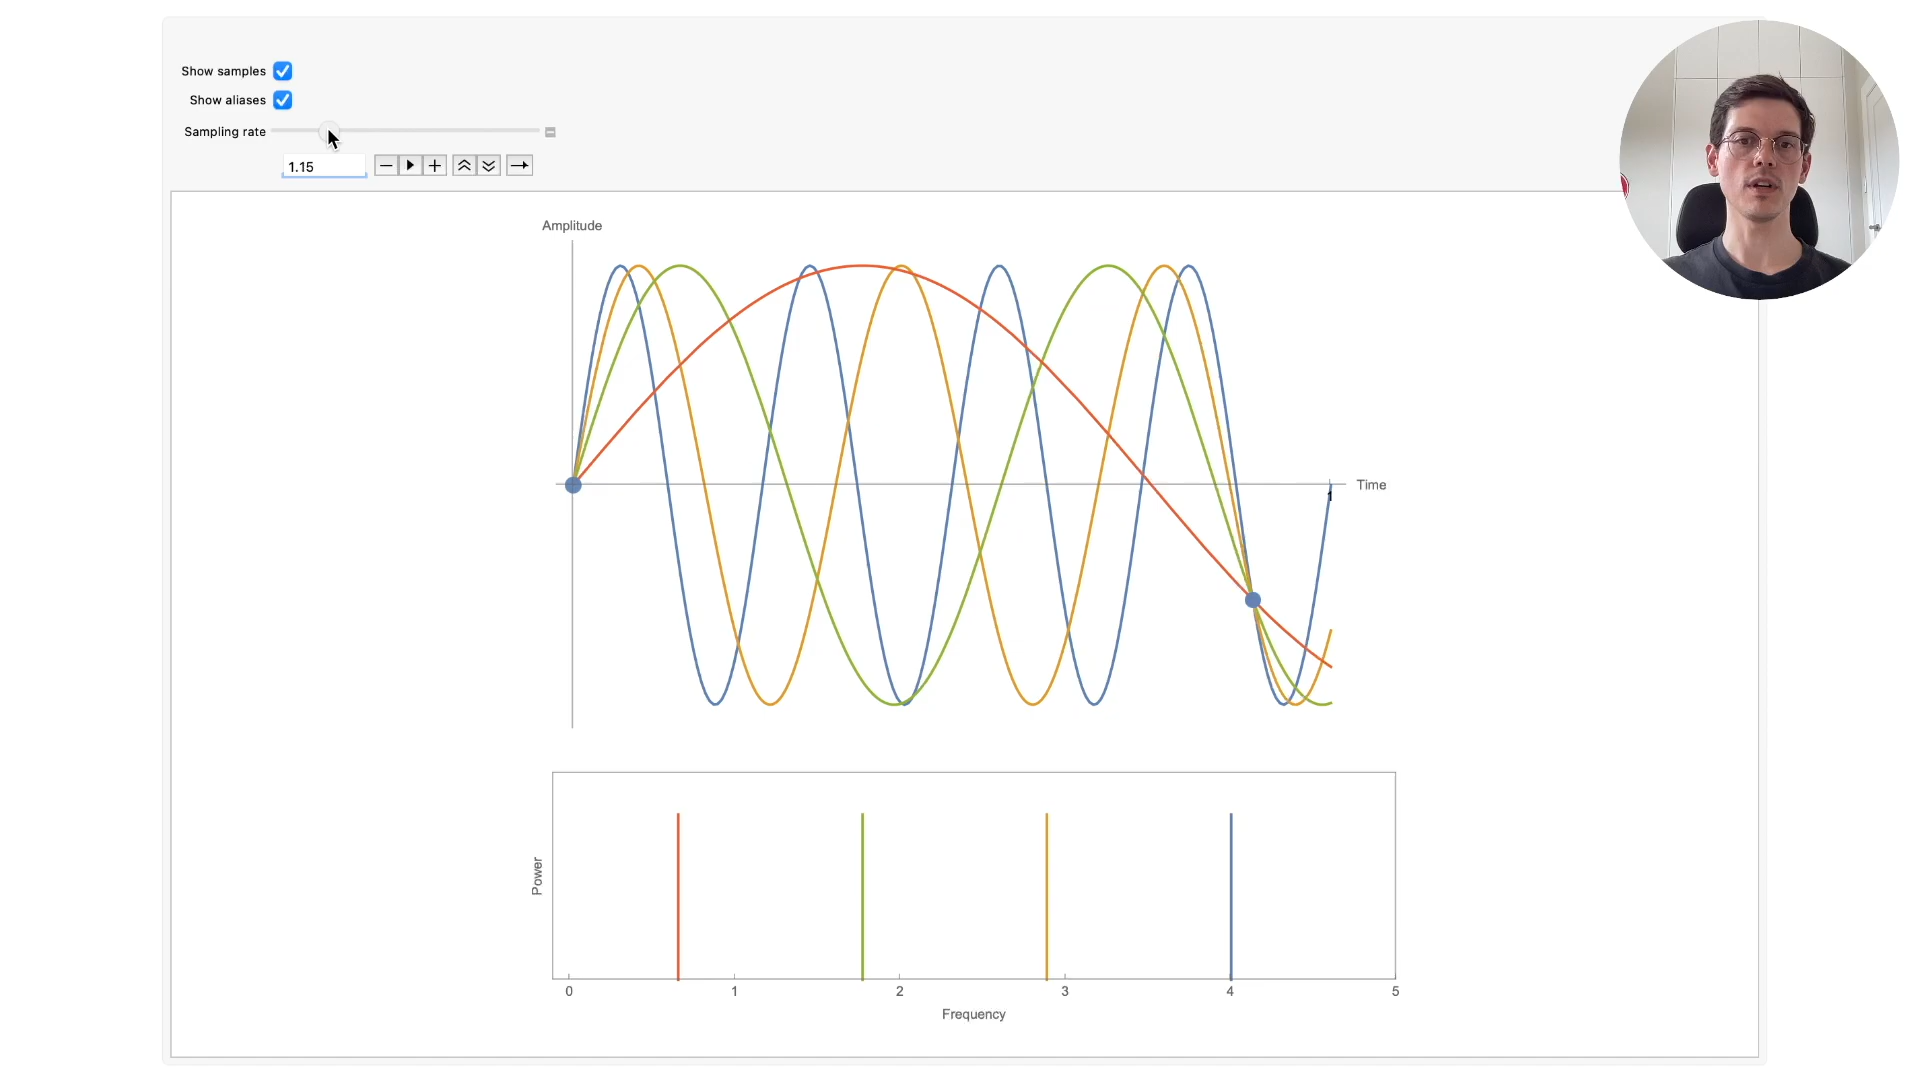 Show samples
Show aliases
Sampling rate
1.15
Amplitude
Time
1
Power
0 1 2 3 4 5
Frequency